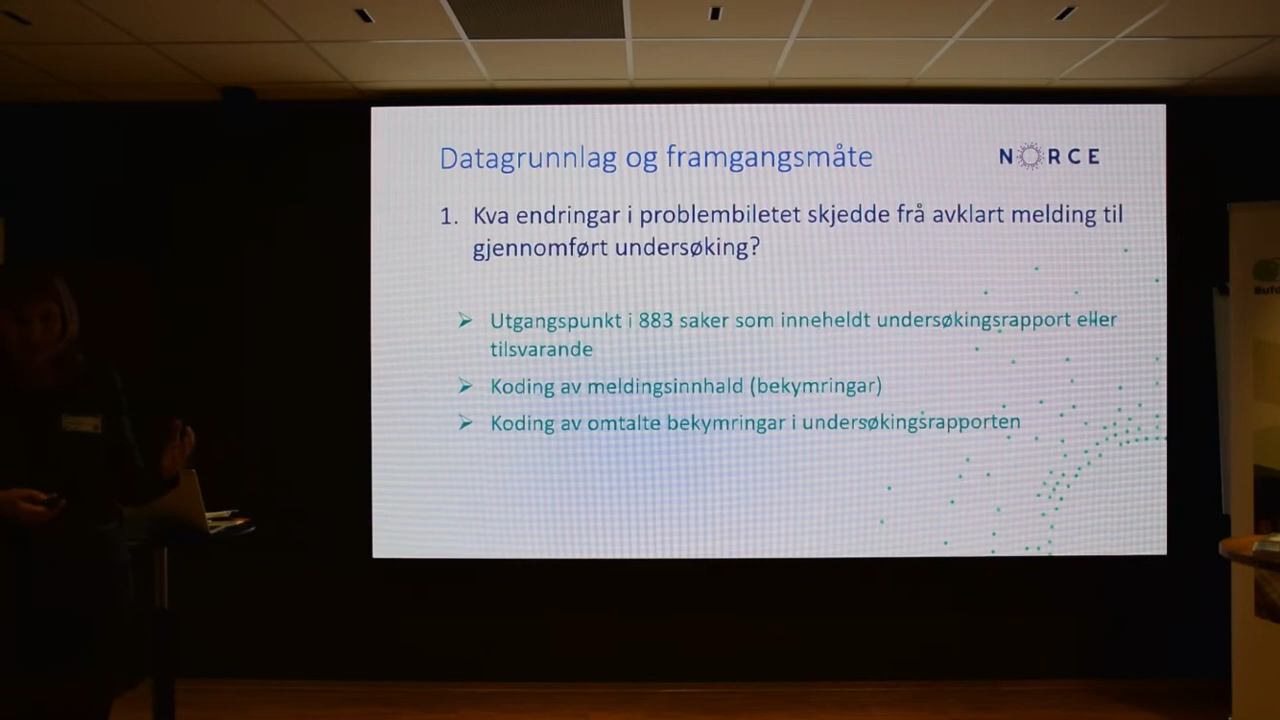 Datagrunnlag og framgangsmåte
NORCE
1. Kva endringar i problembiletet skjedde frå avklart melding til
gjennomført undersøking?
➢ Utgangspunkt i 883 saker som inneheldt undersøkingsrapport eller
tilsvarande
➢ Koding av meldingsinnhald (bekymringar)
➢ Koding av omtalte bekymringar i undersøkingsrapporten